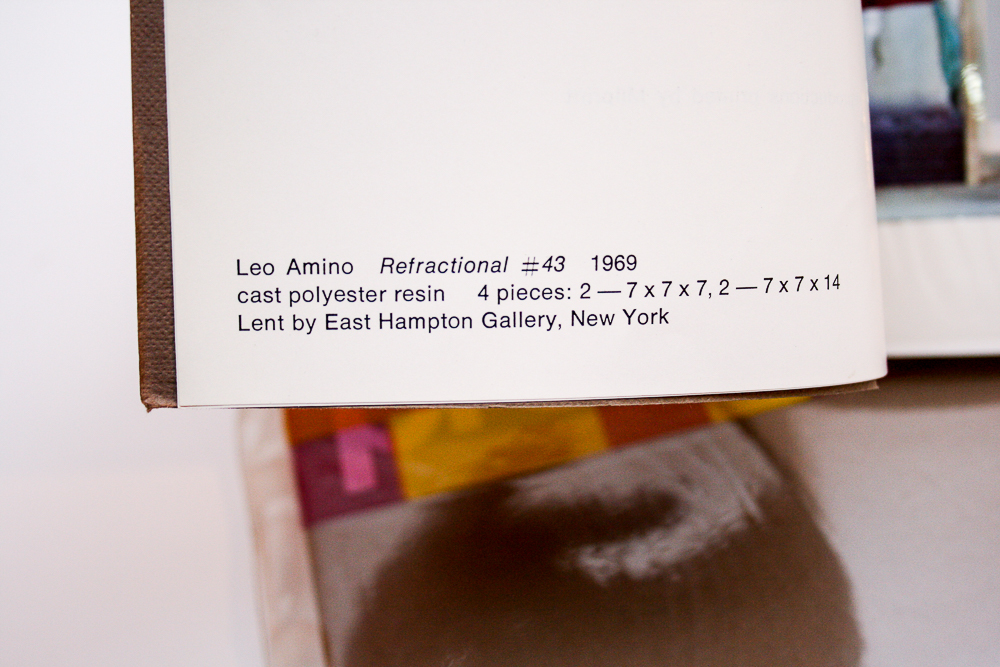 Leo Amino Refractional #43 1969
cast polyester resin 4 pieces: 2 — 7 x 7 x 7, 2 — 7 x 7 x 14
Lent by East Hampton Gallery, New York